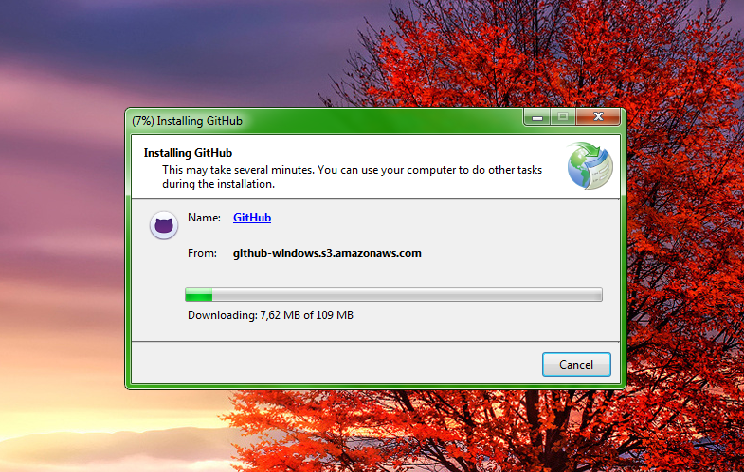 (7%) Installing GitHub
Installing GitHub
This may take several minutes. You can use your computer to do other tasks
during the installation.
Name: GitHub
From: github-windows.s3.amazonaws.com
Downloading: 7,62 MB of 109 MB
Cancel